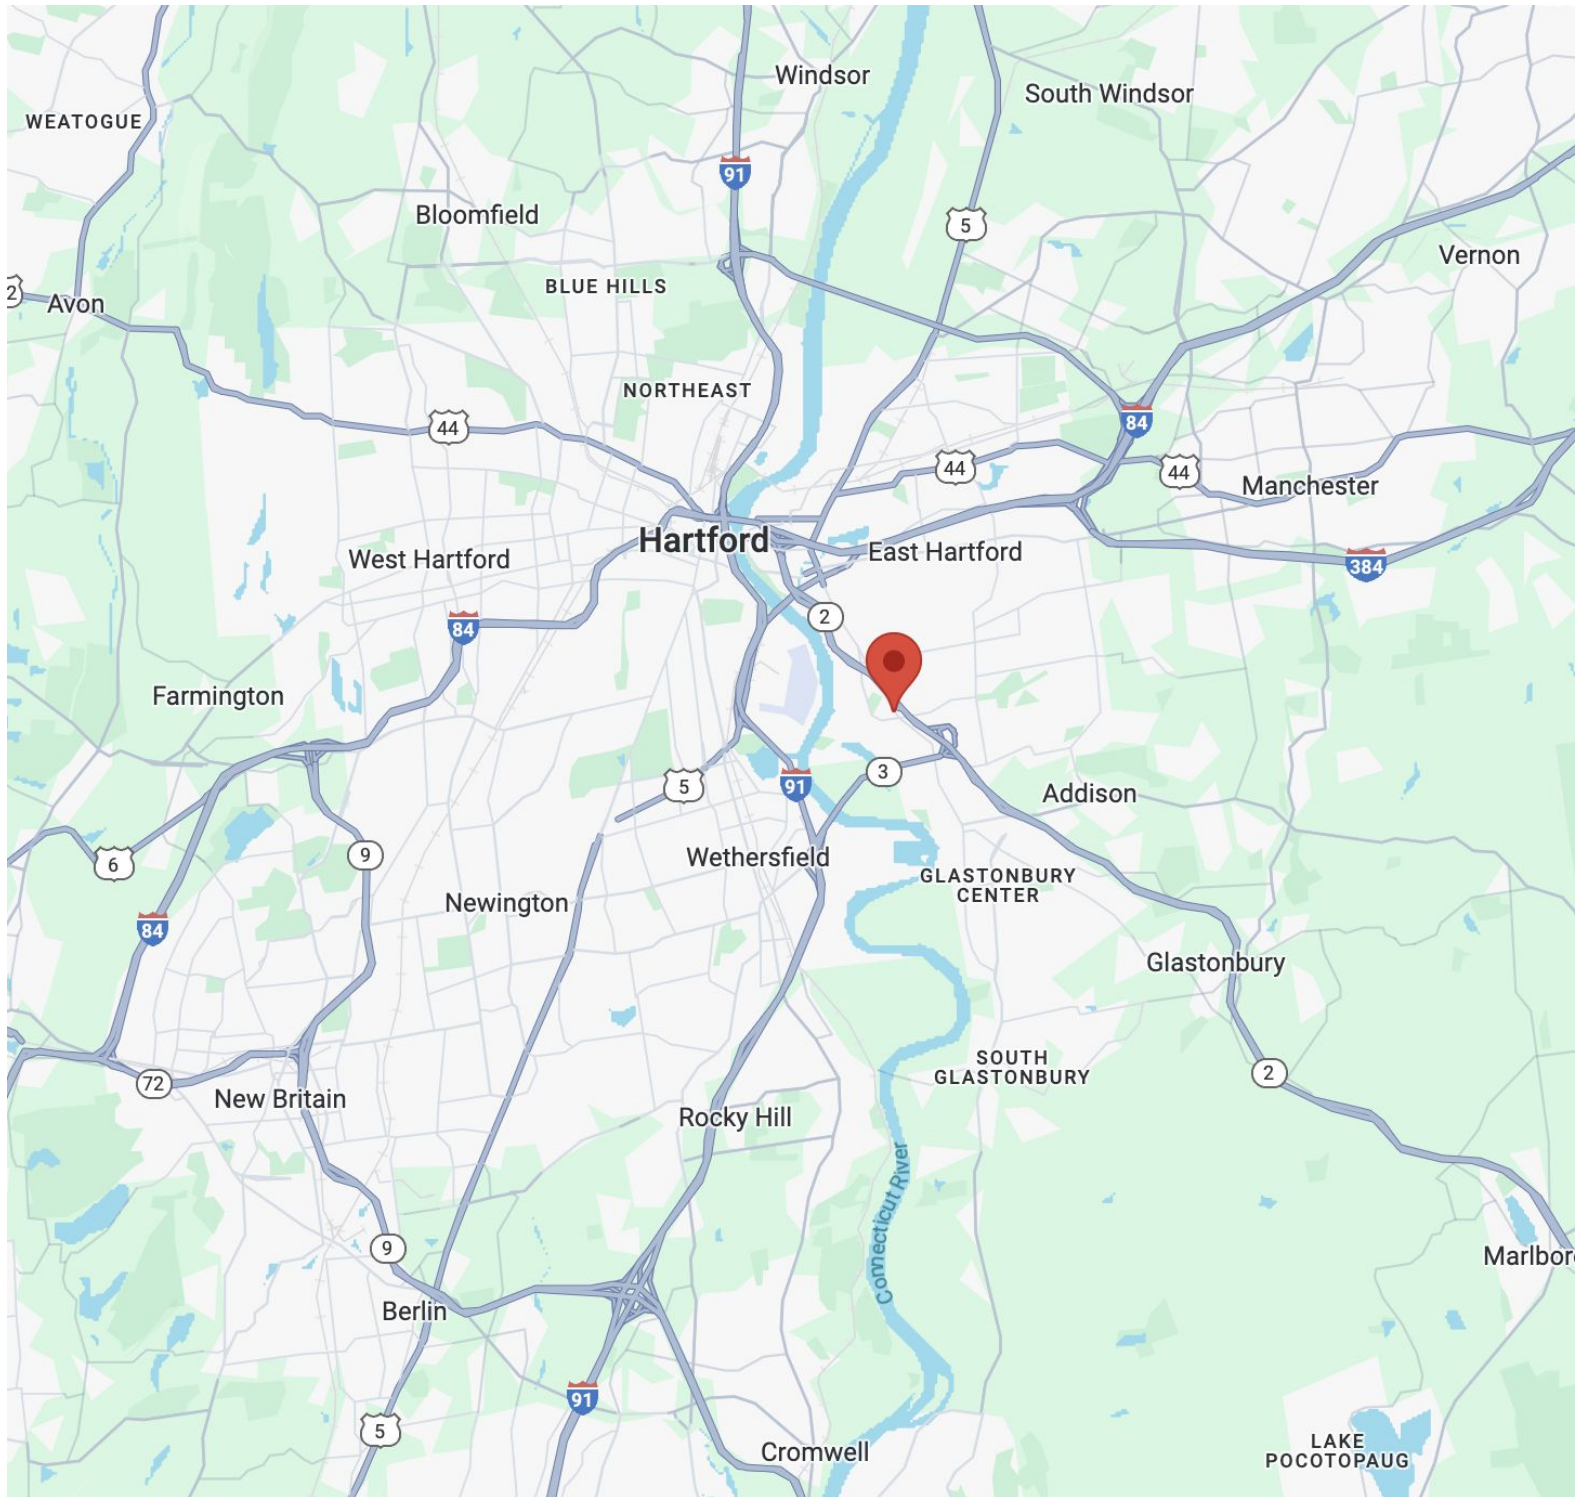 Windsor
South Windsor
WEATOGUE
91
Bloomfield
5
Vernon
BLUE HILLS
2
Avon
NORTHEAST
84
44
44
44
Manchester
Hartford
East Hartford
West Hartford
384
2
84
Farmington
3
91
5
Addison
9
6
Wethersfield
GLASTONBURY
CENTER
Newington
84
Glastonbury
SOUTH
GLASTONBURY
2
72
New Britain
Rocky Hill
Connecticut River
9
Marlbor
Berlin
91
5
Cromwell
LAKE
POCOTOPAUG